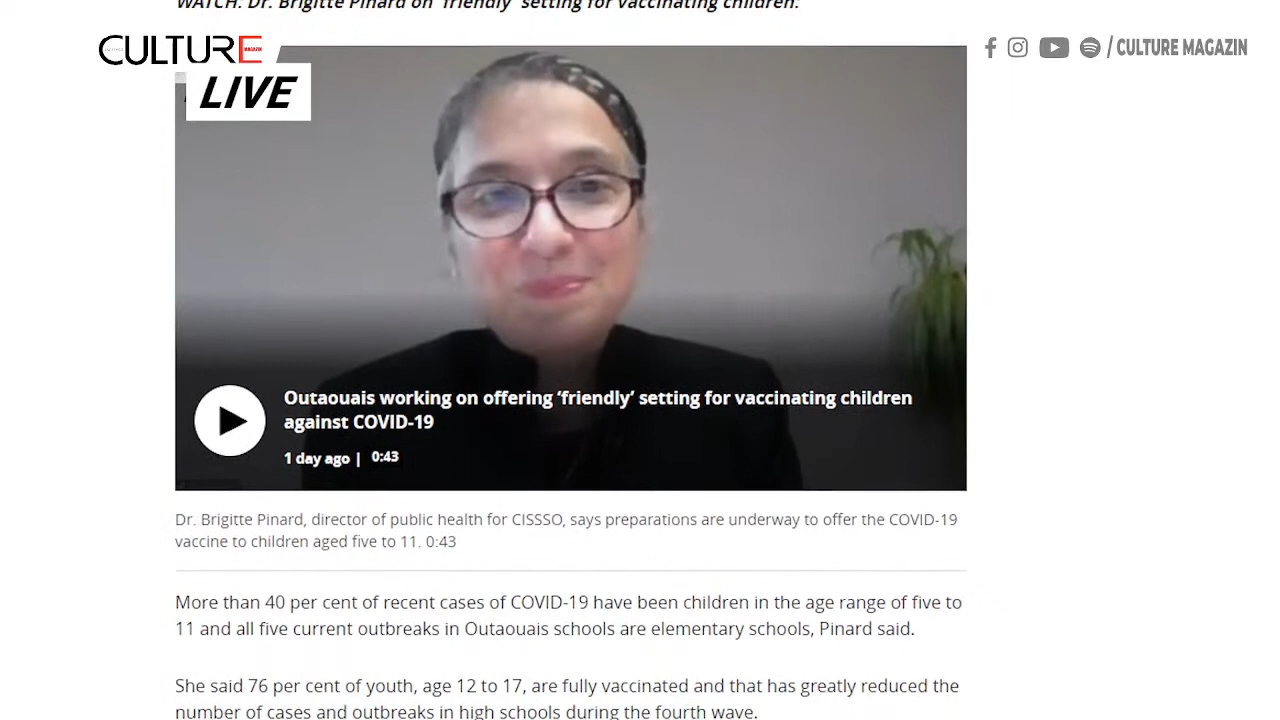 WATCH: Dr. Brigitte Pinard on 'friendly' setting for vaccinating children:
CULTURE
MAGAZIN
LIVE
/ CULTURE MAGAZIN
Outaouais working on offering ‘friendly’ setting for vaccinating children
against COVID-19
1 day ago | 0:43
Dr. Brigitte Pinard, director of public health for CISSSO, says preparations are underway to offer the COVID-19
vaccine to children aged five to 11. 0:43
More than 40 per cent of recent cases of COVID-19 have been children in the age range of five to
11 and all five current outbreaks in Outaouais schools are elementary schools, Pinard said.
She said 76 per cent of youth, age 12 to 17, are fully vaccinated and that has greatly reduced the
number of cases and outbreaks in high schools during the fourth wave.